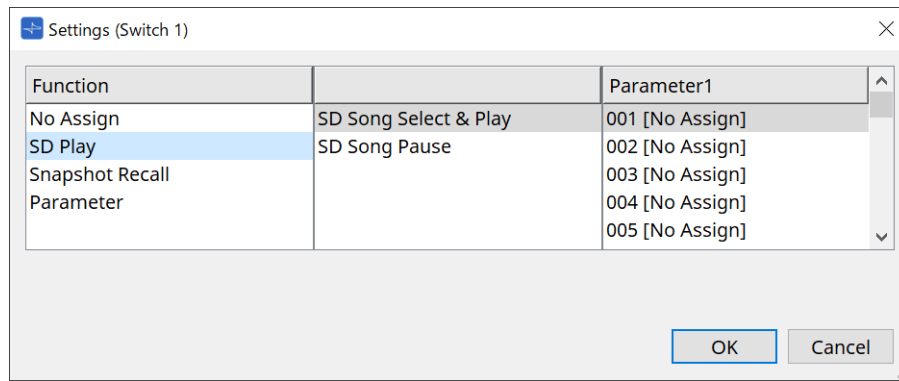 Settings (Switch 1)
Function Parameter1
No Assign SD Song Select & Play 001 [No Assign]
SD Play SD Song Pause 002 [No Assign]
Snapshot Recall 003 [No Assign]
Parameter 004 [No Assign]
005 [No Assign]
OK Cancel